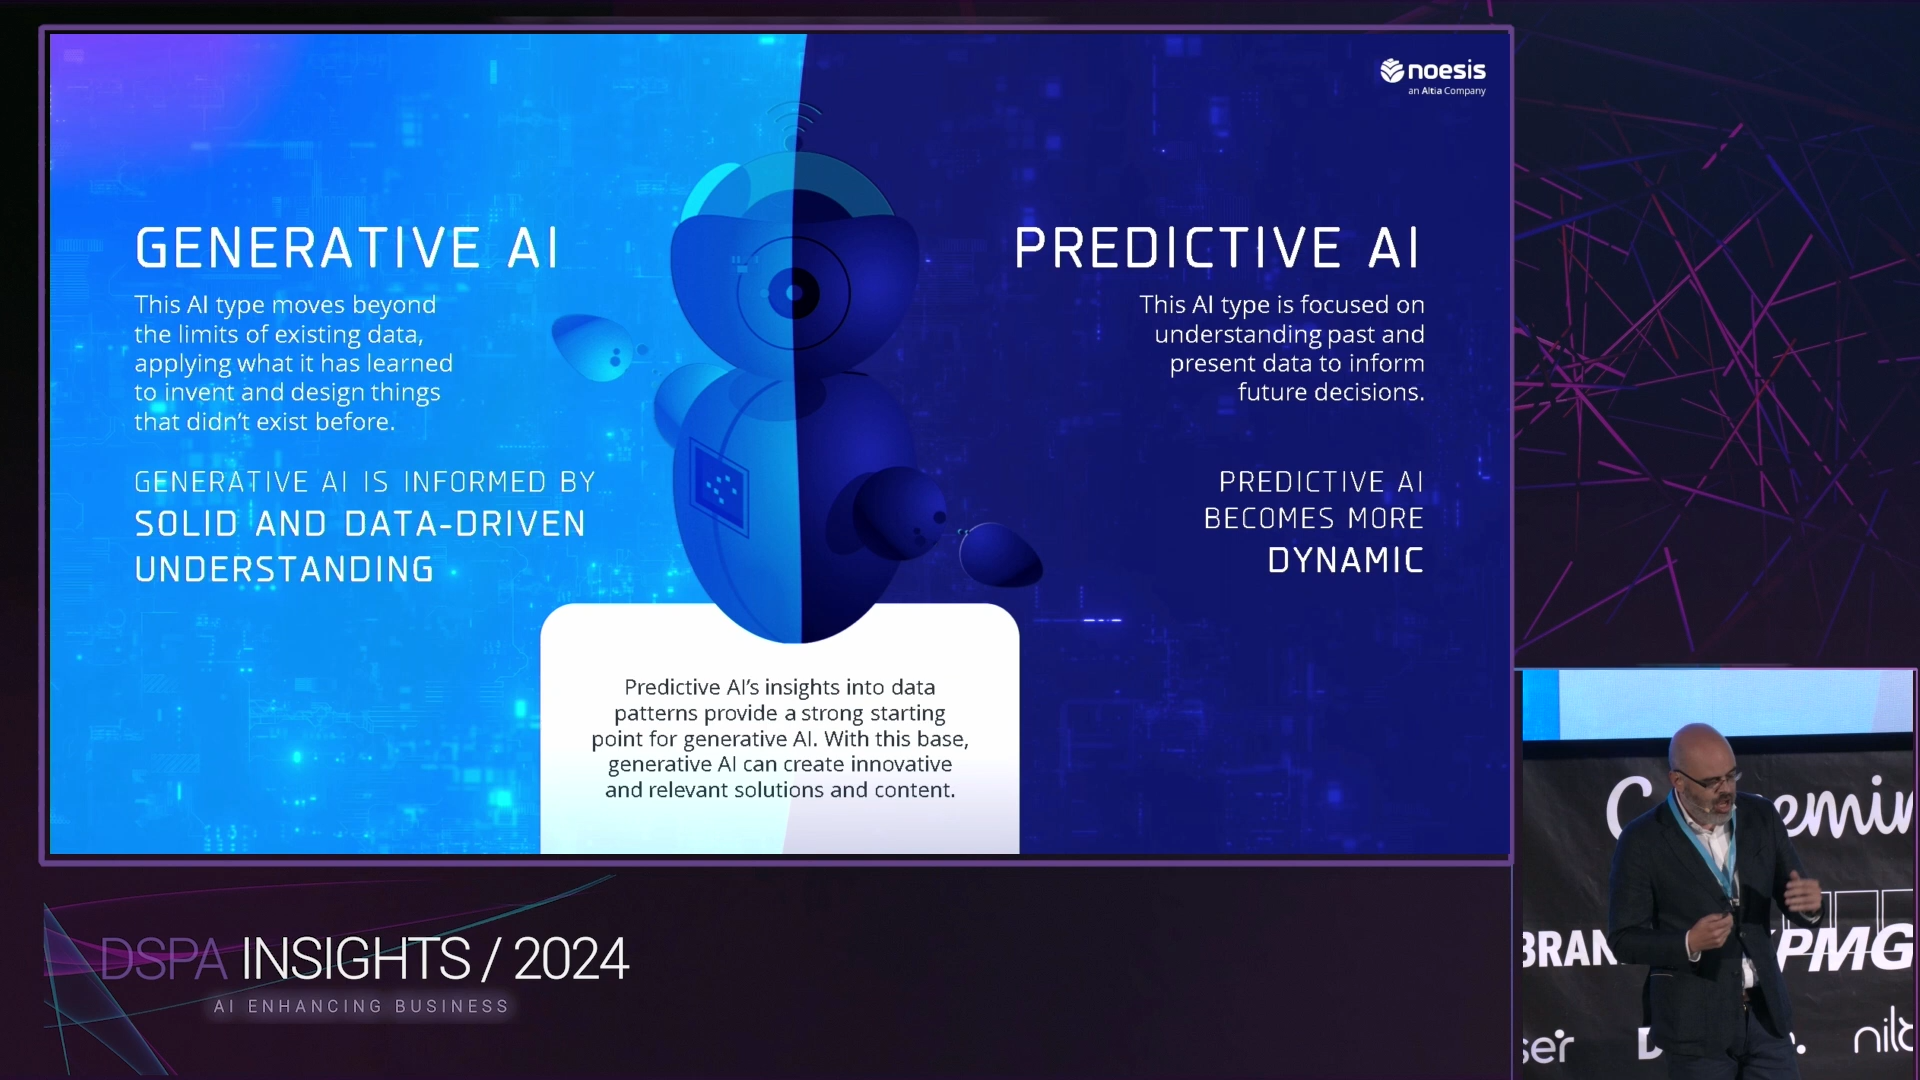 noesis
an Altia Company
GENERATIVE AI
This AI type moves beyond
the limits of existing data,
applying what it has learned
to invent and design things
that didn't exist before.
GENERATIVE AI IS INFORMED BY
SOLID AND DATA-DRIVEN
UNDERSTANDING
PREDICTIVE AI
This AI type is focused on
understanding past and
present data to inform
future decisions.
PREDICTIVE AI
BECOMES MORE
DYNAMIC
Predictive AI's insights into data
patterns provide a strong starting
point for generative AI. With this base,
generative AI can create innovative
and relevant solutions and content.
DSPA INSIGHTS / 2024
AI ENHANCING BUSINESS
KPMG